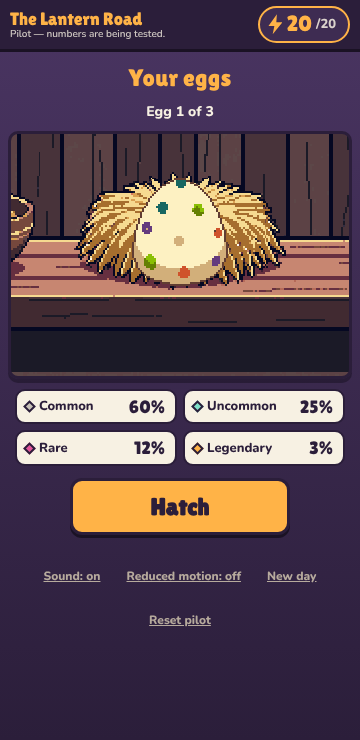 The Lantern Road
Pilot — numbers are being tested.
20 /20
Your eggs
Egg 1 of 3
Common 60%
Uncommon 25%
Rare 12%
Legendary 3%
Hatch
Sound: on
Reduced motion: off
New day
Reset pilot